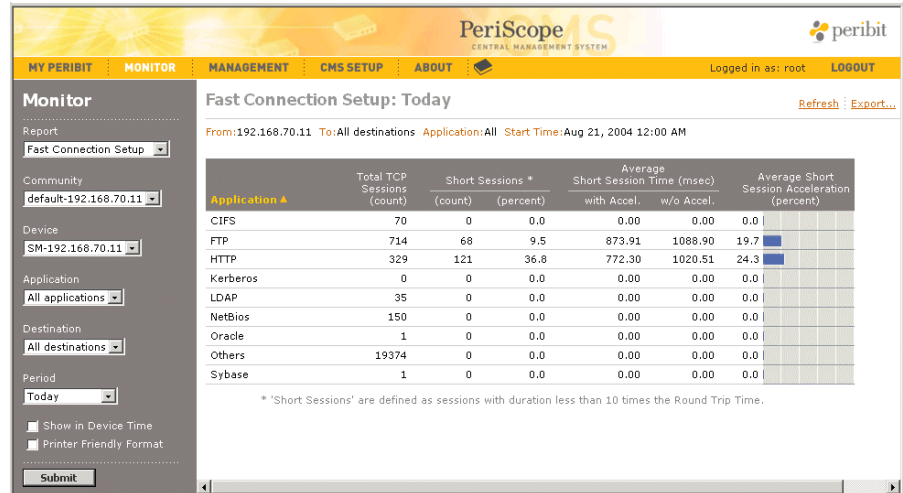 PeriScope
CENTRAL MANAGEMENT SYSTEM
CMS
peribit
MY PERIBIT MONITOR MANAGEMENT CMS SETUP ABOUT Logged in as: root LOGOUT
Monitor
Report
Fast Connection Setup
Community
default-192.168.70.11
Device
SM-192.168.70.11
Application
All applications
Destination
All destinations
Period
Today
Show in Device Time
Printer Friendly Format
Submit
Fast Connection Setup: Today
Refresh Export...
From:192.168.70.11 To:All destinations Application:All Start Time:Aug 21, 2004 12:00 AM
Application Total TCP Sessions (count) Short Sessions * (count) (percent) Average Short Session Time (msec) with Accel. w/o Accel. Average Short Session Acceleration (percent)
CIFS 70 0 0.0 0.00 0.00 0.0
FTP 714 68 9.5 873.91 1088.90 19.7
HTTP 329 121 36.8 772.30 1020.51 24.3
Kerberos 0 0 0.0 0.00 0.00 0.0
LDAP 35 0 0.0 0.00 0.00 0.0
NetBios 150 0 0.0 0.00 0.00 0.0
Oracle 1 0 0.0 0.00 0.00 0.0
Others 19374 0 0.0 0.00 0.00 0.0
Sybase 1 0 0.0 0.00 0.00 0.0
* 'Short Sessions' are defined as sessions with duration less than 10 times the Round Trip Time.